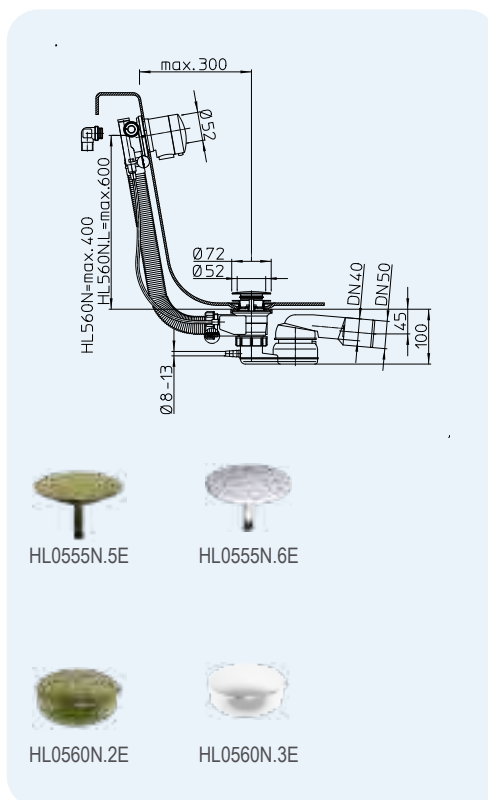 max.300
Ø52
HL560N=max.400
HL560N.L=max.600
Ø72
Ø52
DN40
DN50
45
100
Ø8-13
HL0555N.5E
HL0555N.6E
HL0560N.2E
HL0560N.3E